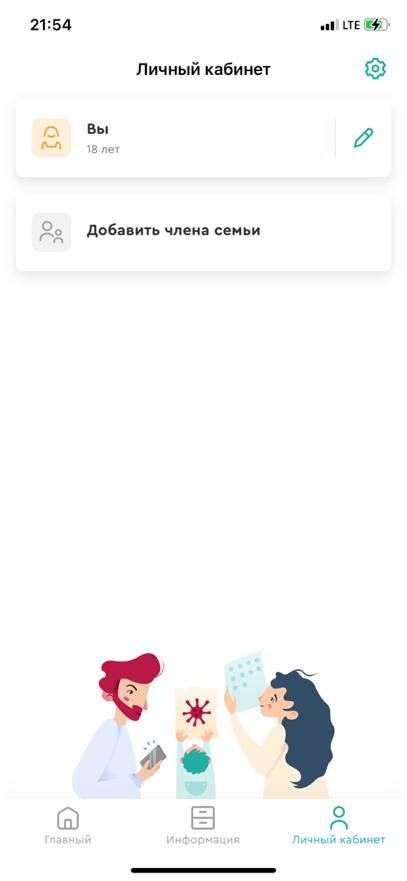 21:54
LTE
Личный кабинет
Вы
18 лет
Добавить члена семьи
Главный
Информация
Личный кабинет